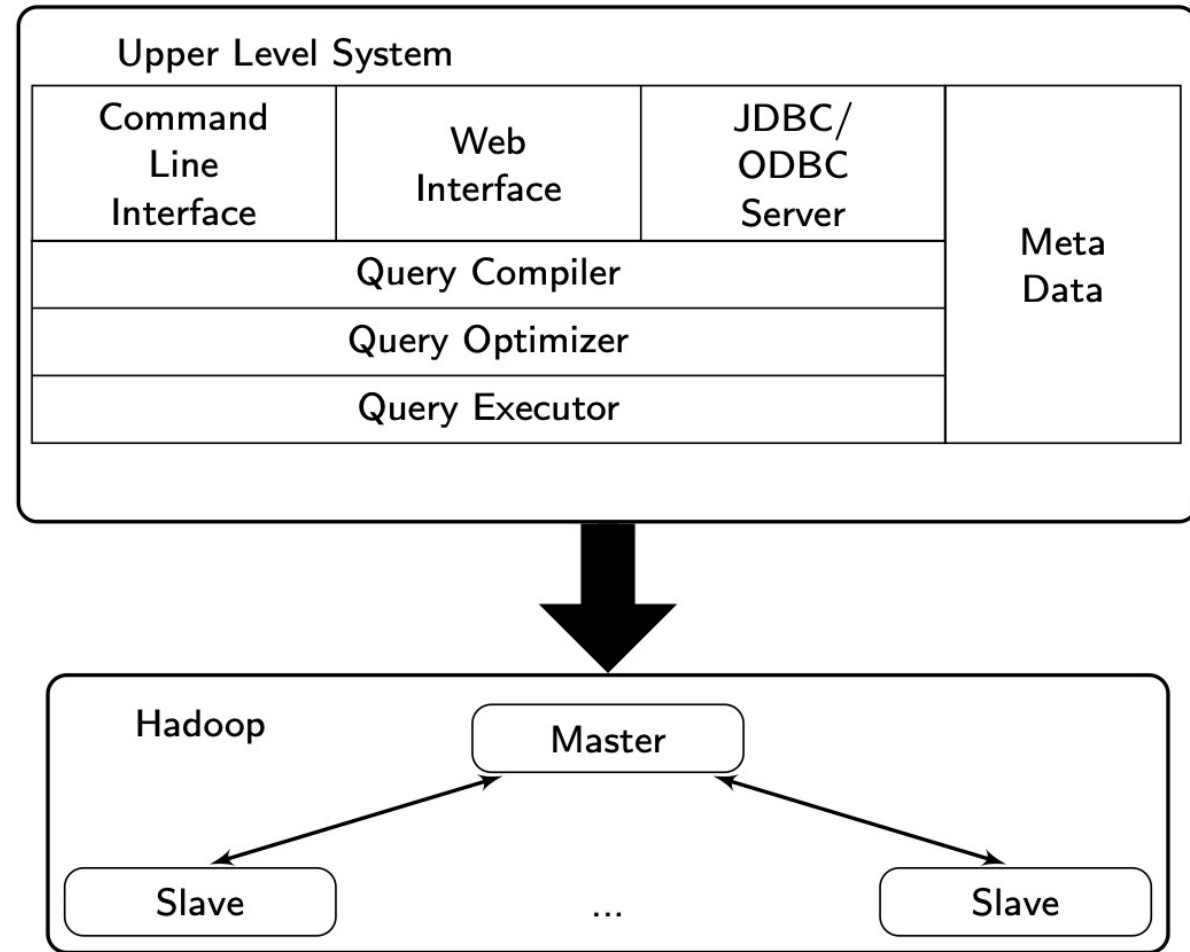 Upper Level System
Command
Line
Interface
Web
Interface
JDBC/
ODBC
Server
Meta
Data
Query Compiler
Query Optimizer
Query Executor
Hadoop
Master
Slave
...
Slave